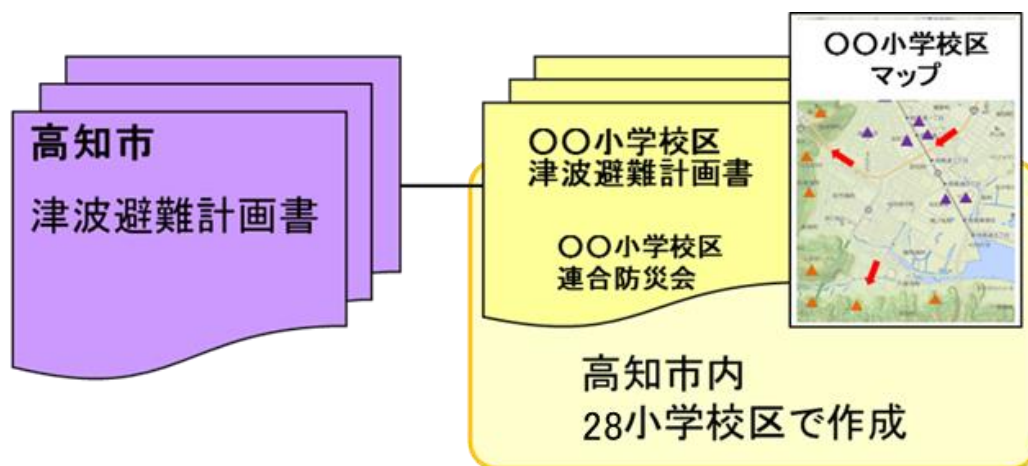 高知市
津波避難計画書
〇〇小学校区
津波避難計画書
〇〇小学校区
連合防災会
〇〇小学校区
マップ
高知市内
28小学校区で作成